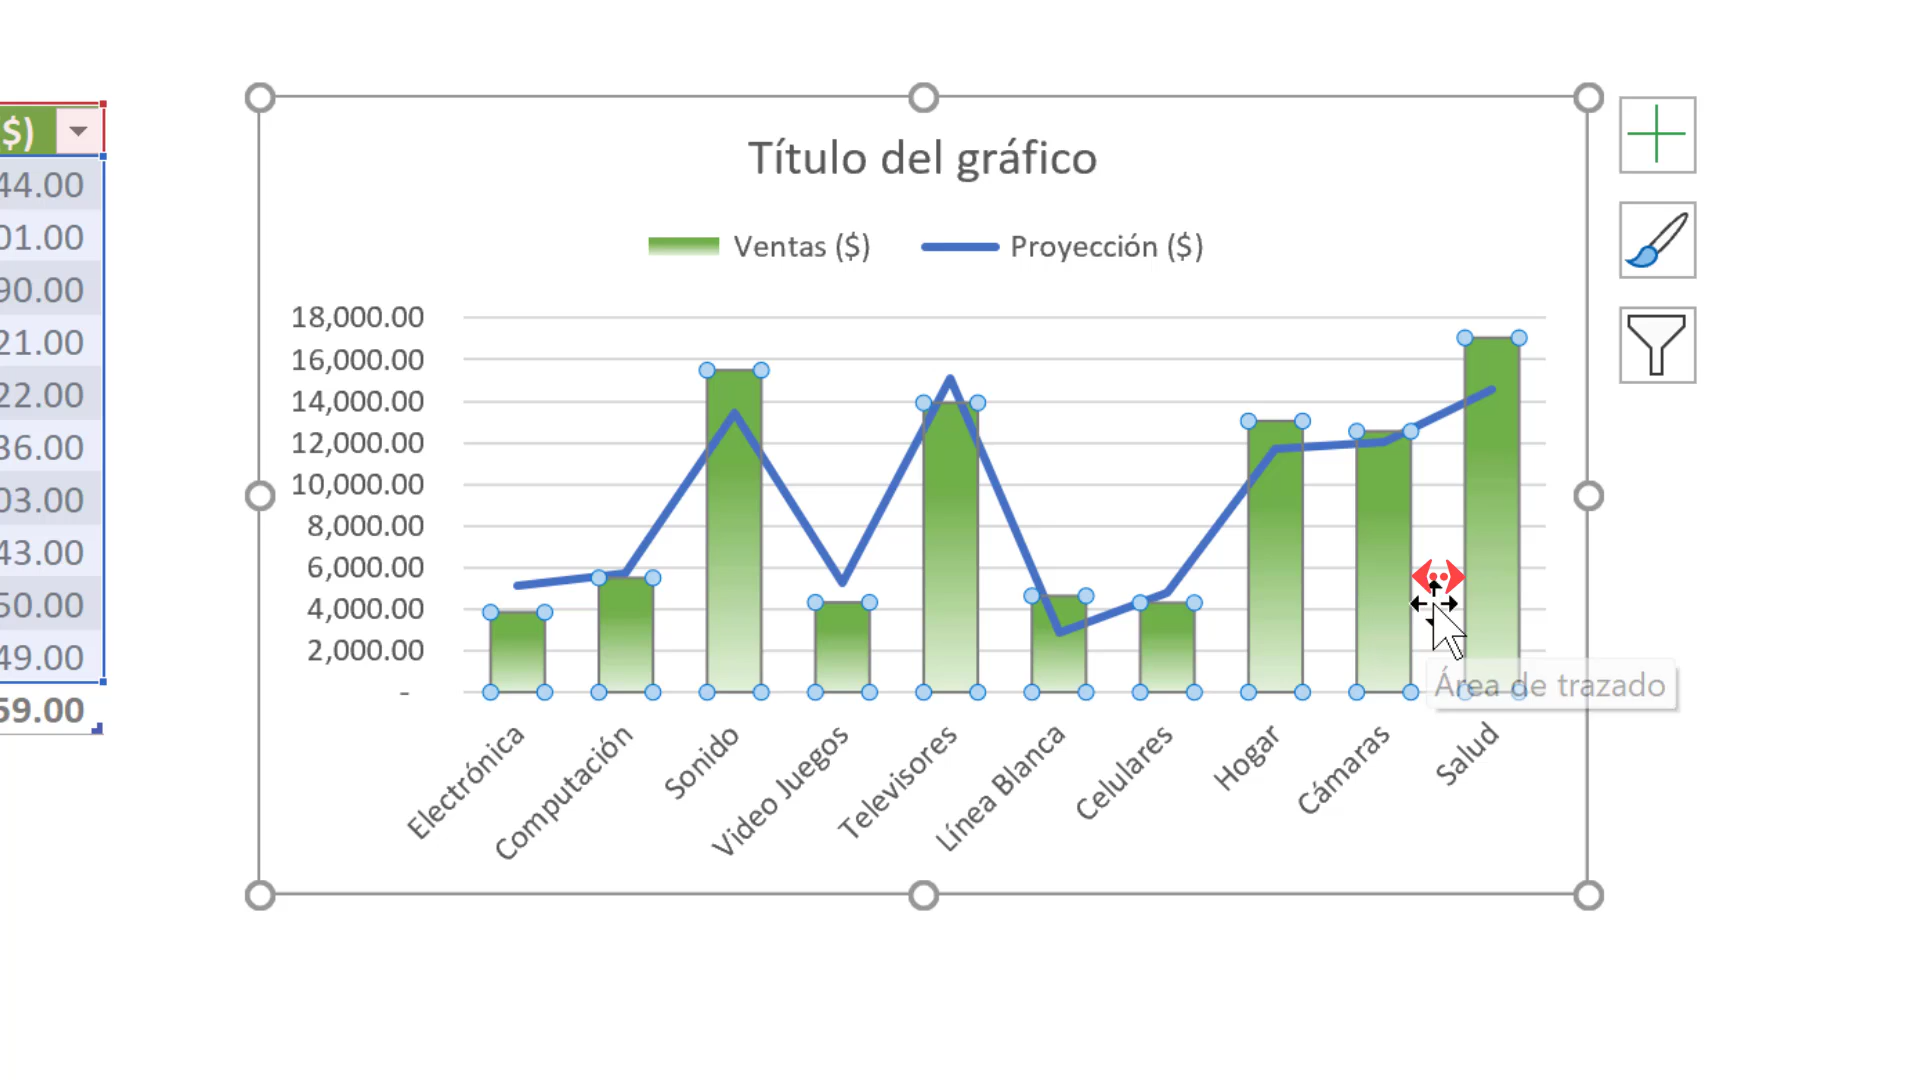 $)
44.00
01.00
90.00
21.00
22.00
36.00
03.00
43.00
50.00
49.00
59.00
Título del gráfico
Ventas ($)
Proyección ($)
18,000.00
16,000.00
14,000.00
12,000.00
10,000.00
8,000.00
6,000.00
4,000.00
2,000.00
-
Área de trazado
Electrónica
Computación
Sonido
Video Juegos
Televisores
Línea Blanca
Celulares
Hogar
Cámaras
Salud